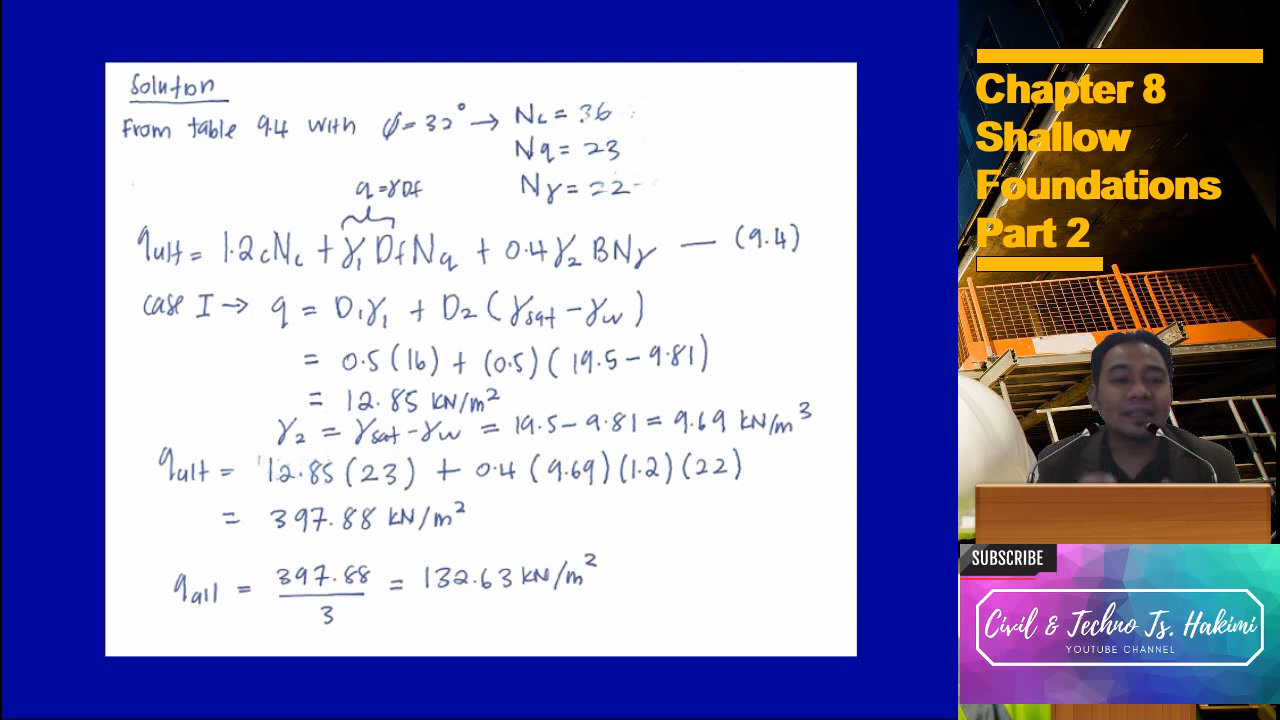 Solution
From table 9.4 with φ = 32° → Nc = 36
Nq = 23
Nγ = 22
q = γDf
qult = 1.2cNc + γ1 Df Nq + 0.4γ2 BNγ — (9.4)
case I → q = D1γ1 + D2 (γsat - γw)
= 0.5 (16) + (0.5) (19.5 - 9.81)
= 12.85 kN/m²
γ2 = γsat - γw = 19.5 - 9.81 = 9.69 kN/m³
qult = 12.85 (23) + 0.4 (9.69) (1.2) (22)
= 397.88 kN/m²
qall = 397.88 / 3 = 132.63 kN/m²
Chapter 8
Shallow
Foundations
Part 2
SUBSCRIBE
Civil & Techno Ts. Hakimi
YOUTUBE CHANNEL